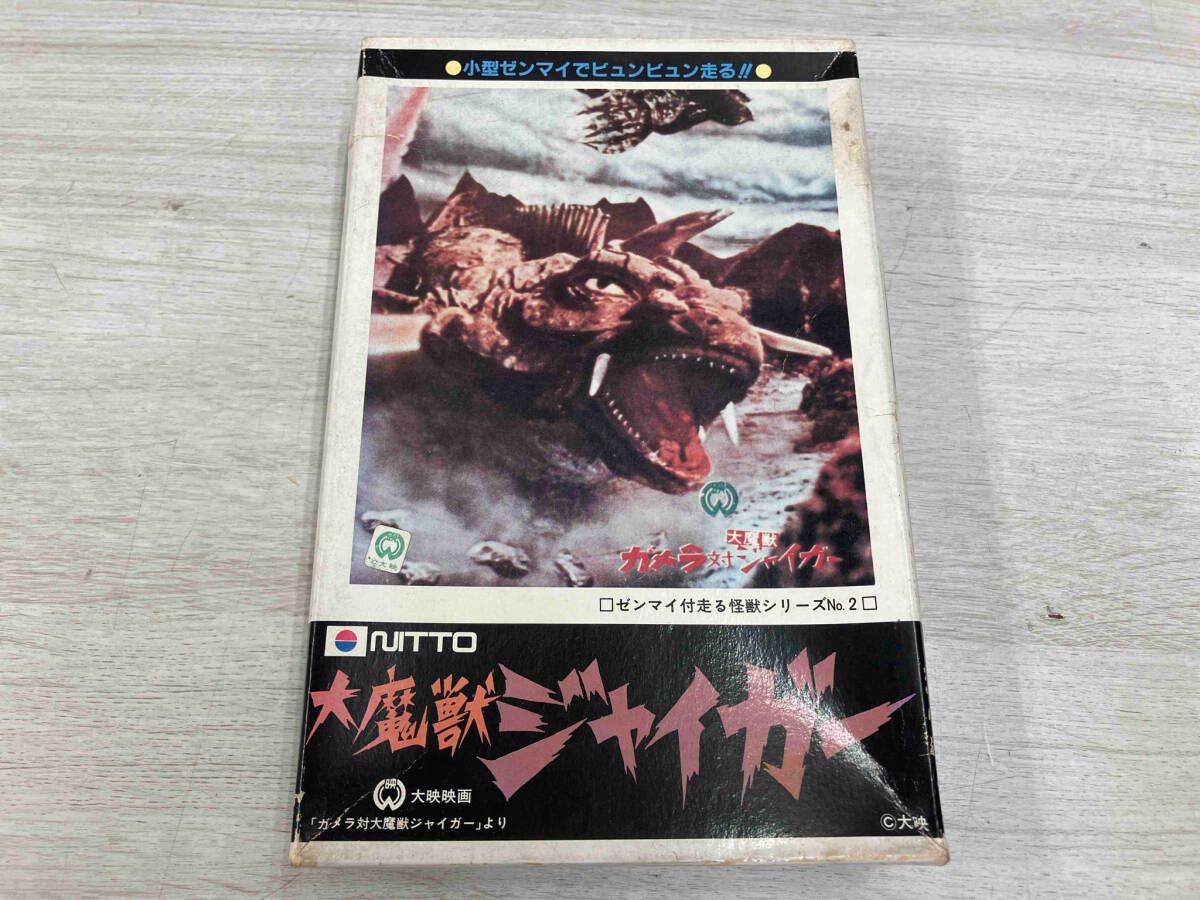 ●小型ゼンマイでビュンビュン走る!!●
大魔獣
ガメラ対ジャイガー
©大映
□ゼンマイ付走る怪獣シリーズNo.2□
NITTO
大魔獣ジャイガー
映 大映映画
「ガメラ対大魔獣ジャイガー」より
©大映